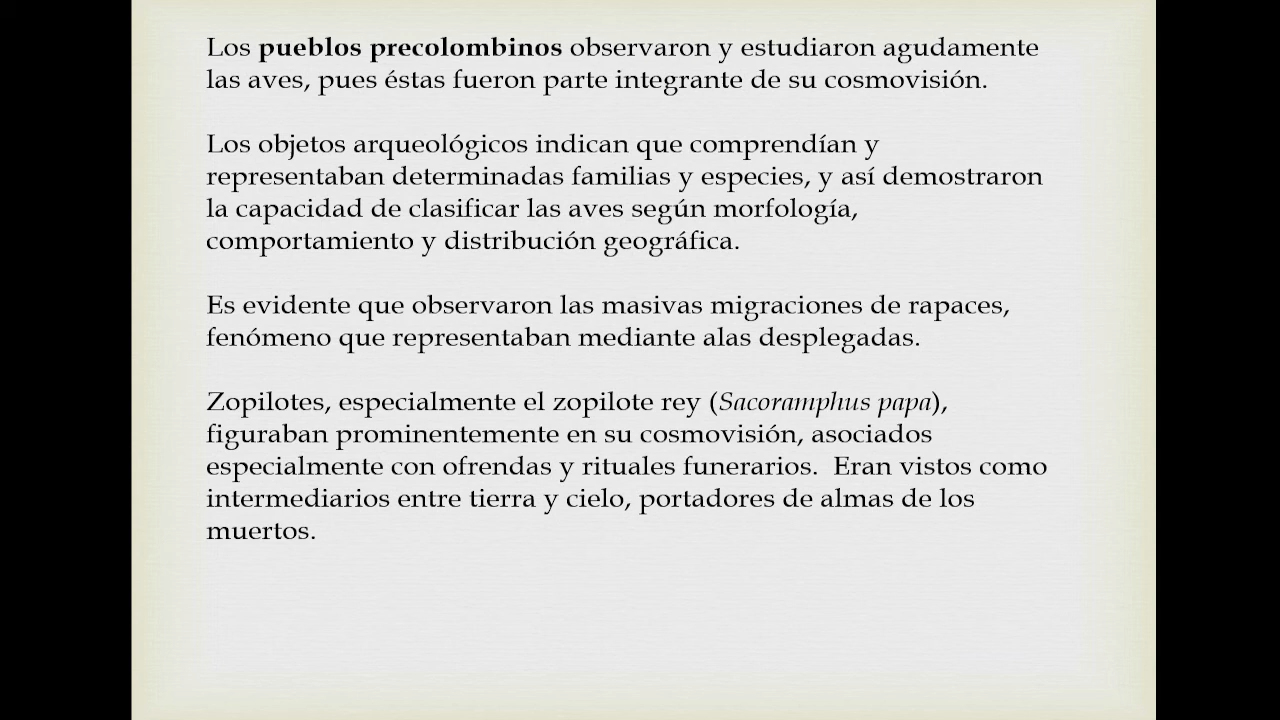 Los pueblos precolombinos observaron y estudiaron agudamente
las aves, pues éstas fueron parte integrante de su cosmovisión.
Los objetos arqueológicos indican que comprendían y
representaban determinadas familias y especies, y así demostraron
la capacidad de clasificar las aves según morfología,
comportamiento y distribución geográfica.
Es evidente que observaron las masivas migraciones de rapaces,
fenómeno que representaban mediante alas desplegadas.
Zopilotes, especialmente el zopilote rey (Sacoramphus papa),
figuraban prominentemente en su cosmovisión, asociados
especialmente con ofrendas y rituales funerarios.  Eran vistos como
intermediarios entre tierra y cielo, portadores de almas de los
muertos.